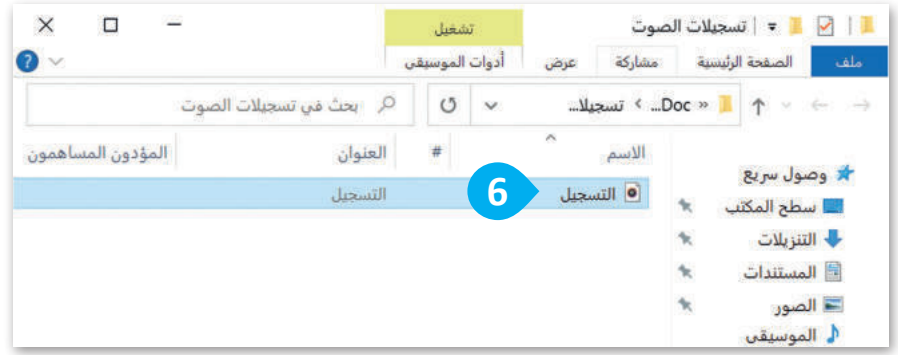 تسجيلات الصوت
تشغيل
ملف
الصفحة الرئيسية
مشاركة
عرض
أدوات الموسيقى
?
Doc... › تسجيلا... «
بحث في تسجيلات الصوت
الاسم
#
العنوان
المؤدون المساهمون
التسجيل
6
التسجيل
وصول سريع
سطح المكتب
التنزيلات
المستندات
الصور
الموسيقى